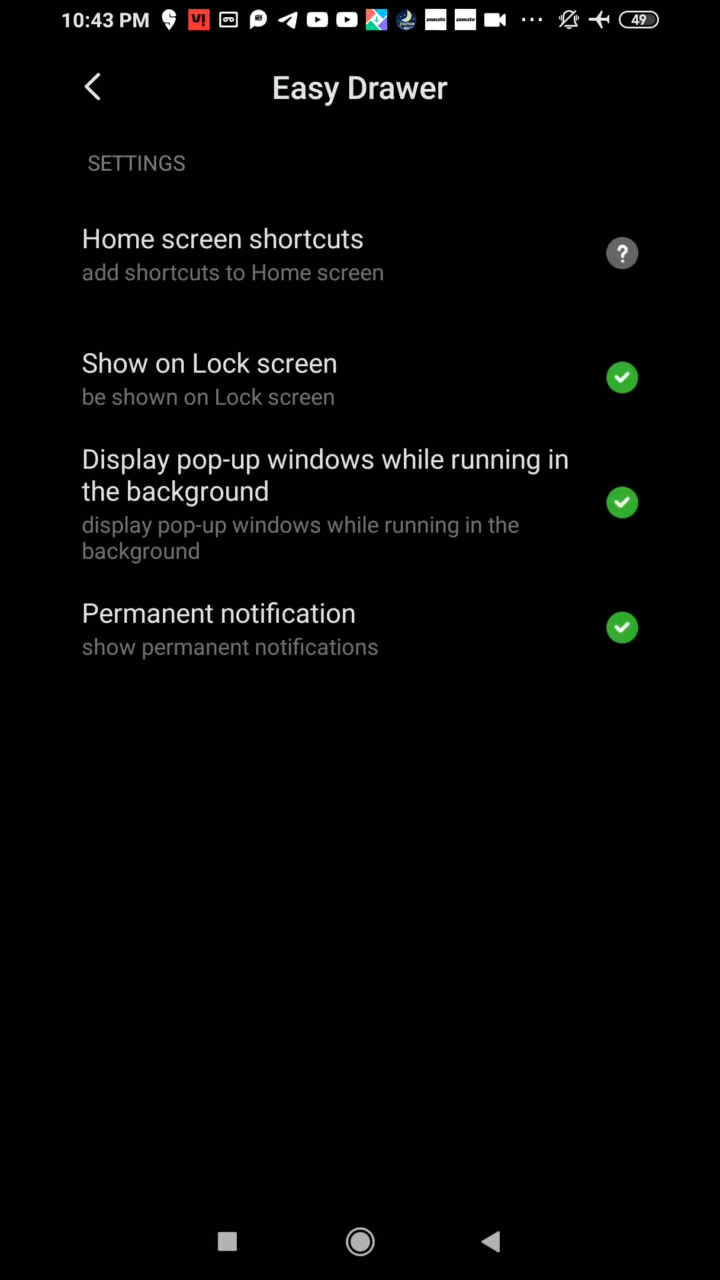 10:43 PM
49
Easy Drawer
SETTINGS
Home screen shortcuts
add shortcuts to Home screen
?
Show on Lock screen
be shown on Lock screen
Display pop-up windows while running in
the background
display pop-up windows while running in the
background
Permanent notification
show permanent notifications